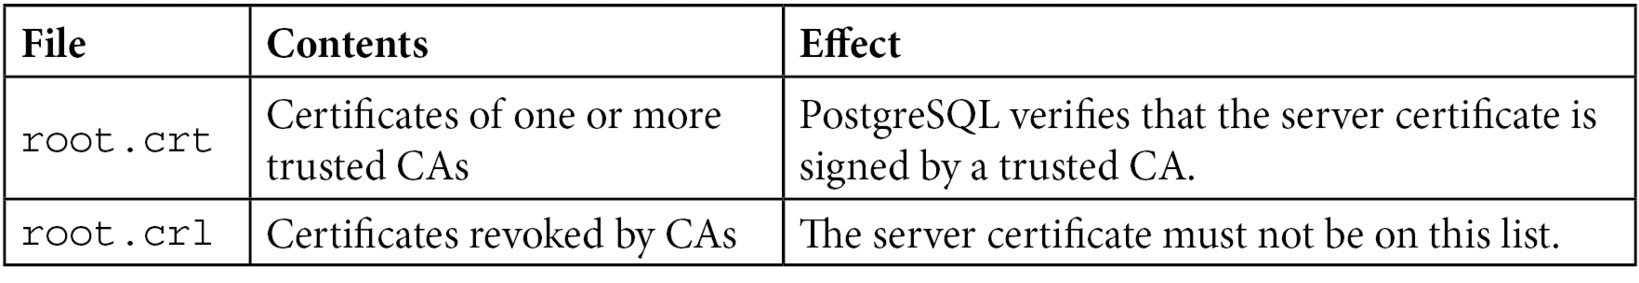 File Contents Effect
root.crt Certificates of one or more trusted CAs PostgreSQL verifies that the server certificate is signed by a trusted CA.
root.crl Certificates revoked by CAs The server certificate must not be on this list.